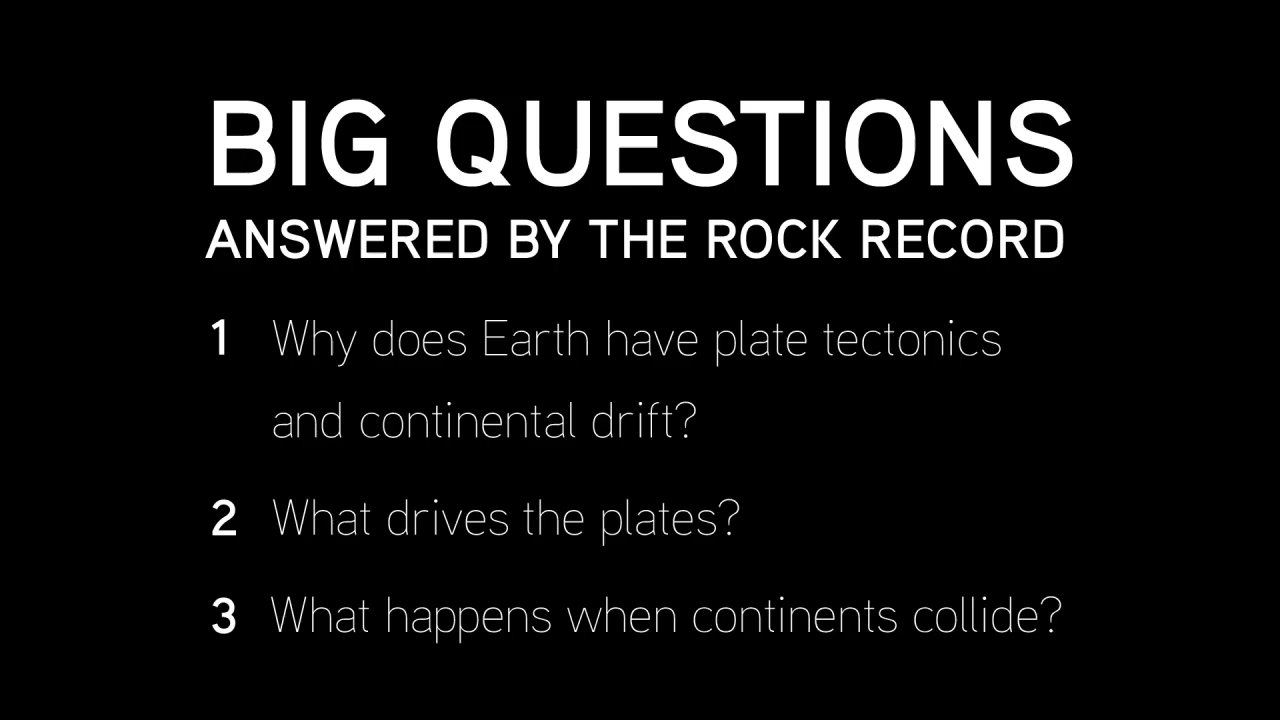 BIG QUESTIONS
ANSWERED BY THE ROCK RECORD
1 Why does Earth have plate tectonics
and continental drift?
2 What drives the plates?
3 What happens when continents collide?